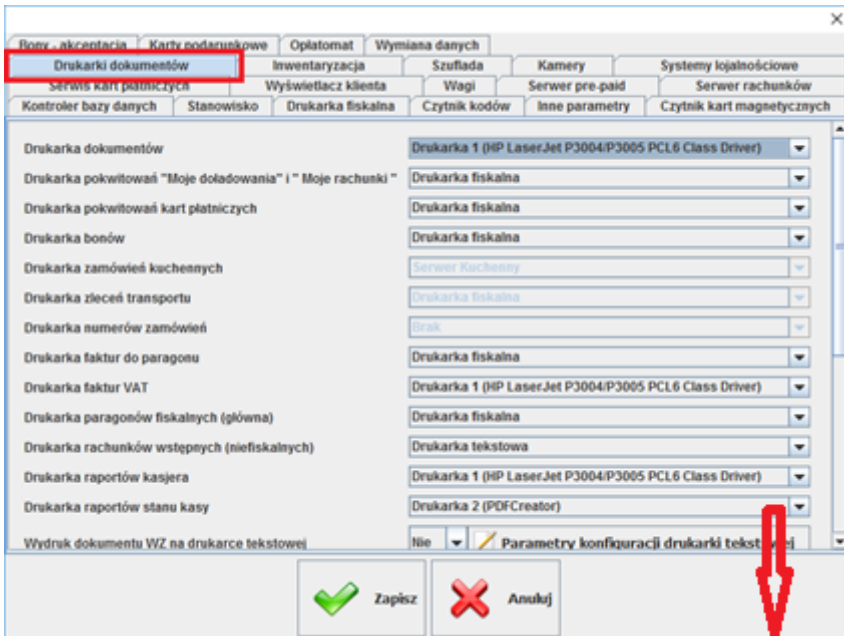 Bony - akceptacja Karty podarunkowe Opłatomat Wymiana danych
Drukarki dokumentów Inwentaryzacja Szuflada Kamery Systemy lojalnościowe
Serwis kart płatniczych Wyświetlacz klienta Wagi Serwer pre-paid Serwer rachunków
Kontroler bazy danych Stanowisko Drukarka fiskalna Czytnik kodów Inne parametry Czytnik kart magnetycznych
Drukarka dokumentów Drukarka 1 (HP LaserJet P3004/P3005 PCL6 Class Driver)
Drukarka pokwitowań "Moje doładowania" i " Moje rachunki " Drukarka fiskalna
Drukarka pokwitowań kart płatniczych Drukarka fiskalna
Drukarka bonów Drukarka fiskalna
Drukarka zamówień kuchennych Serwer Kuchenny
Drukarka zleceń transportu Drukarka fiskalna
Drukarka numerów zamówień Brak
Drukarka faktur do paragonu Drukarka fiskalna
Drukarka faktur VAT Drukarka 1 (HP LaserJet P3004/P3005 PCL6 Class Driver)
Drukarka paragonów fiskalnych (główna) Drukarka fiskalna
Drukarka rachunków wstępnych (niefiskalnych) Drukarka tekstowa
Drukarka raportów kasjera Drukarka 1 (HP LaserJet P3004/P3005 PCL6 Class Driver)
Drukarka raportów stanu kasy Drukarka 2 (PDFCreator)
Wydruk dokumentu WZ na drukarce tekstowej Nie Parametry konfiguracji drukarki tekstowej
Zapisz Anuluj